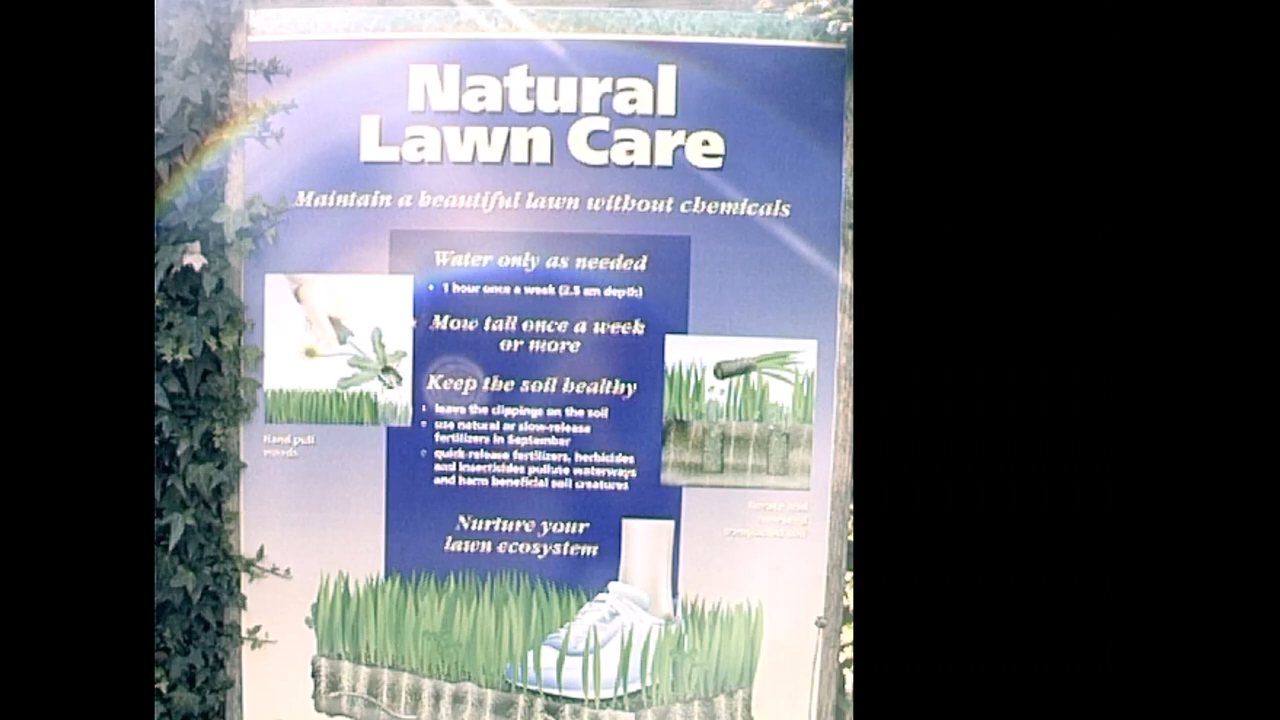 Natural
Lawn Care
Maintain a beautiful lawn without chemicals
Water only as needed
• 1 hour once a week (2.5 cm depth)
Mow tall once a week
or more
Keep the soil healthy
• leave the clippings on the soil
• use natural or slow-release
fertilizers in September
• quick-release fertilizers, herbicides
and insecticides pollute waterways
and harm beneficial soil creatures
Hand pull
weeds
Nurture your
lawn ecosystem